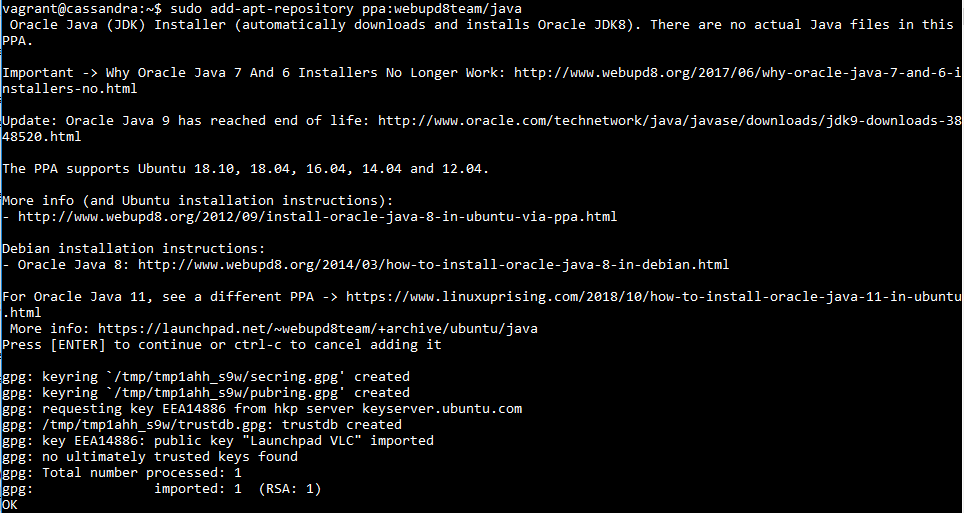 vagrant@cassandra:~$ sudo add-apt-repository ppa:webupd8team/java
 Oracle Java (JDK) Installer (automatically downloads and installs Oracle JDK8). There are no actual Java files in this
PPA.
Important -> Why Oracle Java 7 And 6 Installers No Longer Work: http://www.webupd8.org/2017/06/why-oracle-java-7-and-6-i
nstallers-no.html
Update: Oracle Java 9 has reached end of life: http://www.oracle.com/technetwork/java/javase/downloads/jdk9-downloads-38
48520.html
The PPA supports Ubuntu 18.10, 18.04, 16.04, 14.04 and 12.04.
More info (and Ubuntu installation instructions):
- http://www.webupd8.org/2012/09/install-oracle-java-8-in-ubuntu-via-ppa.html
Debian installation instructions:
- Oracle Java 8: http://www.webupd8.org/2014/03/how-to-install-oracle-java-8-in-debian.html
For Oracle Java 11, see a different PPA -> https://www.linuxuprising.com/2018/10/how-to-install-oracle-java-11-in-ubuntu
.html
 More info: https://launchpad.net/~webupd8team/+archive/ubuntu/java
Press [ENTER] to continue or ctrl-c to cancel adding it
gpg: keyring `/tmp/tmp1ahh_s9w/secring.gpg' created
gpg: keyring `/tmp/tmp1ahh_s9w/pubring.gpg' created
gpg: requesting key EEA14886 from hkp server keyserver.ubuntu.com
gpg: /tmp/tmp1ahh_s9w/trustdb.gpg: trustdb created
gpg: key EEA14886: public key "Launchpad VLC" imported
gpg: no ultimately trusted keys found
gpg: Total number processed: 1
gpg:               imported: 1  (RSA: 1)
OK